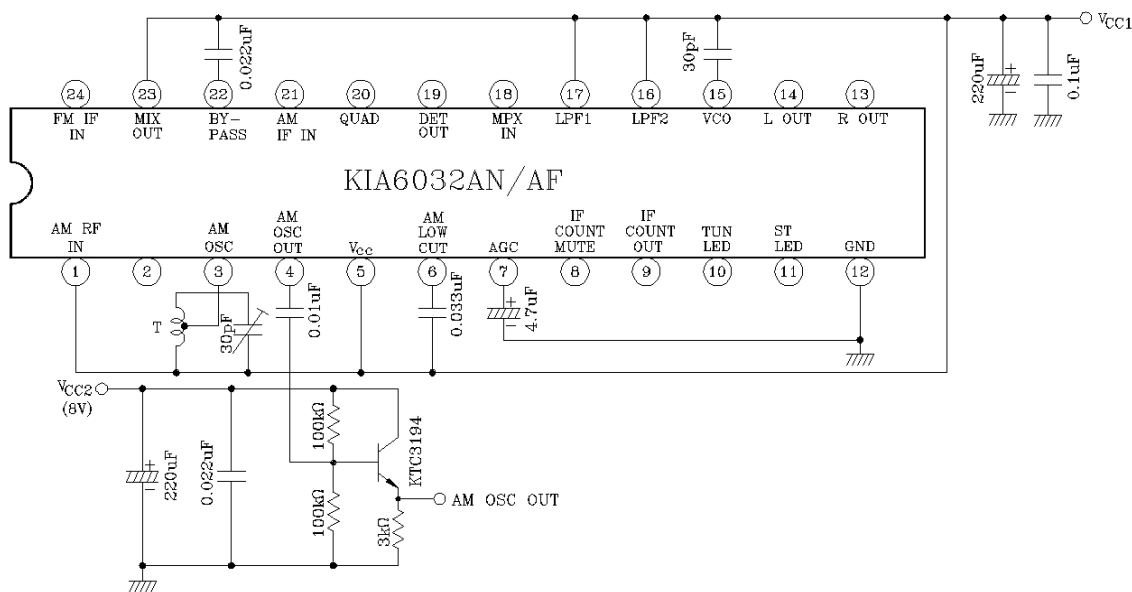 VCC1
0.022uF
30pF
220uF
+
-
0.1uF
24 23 22 21 20 19 18 17 16 15 14 13
FM IF IN
MIX OUT
BY-PASS
AM IF IN
QUAD
DET OUT
MPX IN
LPF1
LPF2
VCO
L OUT
R OUT
KIA6032AN/AF
AM RF IN
AM OSC
AM OSC OUT
VCC
AM LOW CUT
AGC
IF COUNT MUTE
IF COUNT OUT
TUN LED
ST LED
GND
1 2 3 4 5 6 7 8 9 10 11 12
T
30pF
0.01uF
0.033uF
+
-
4.7uF
VCC2
(8V)
+
-
220uF
0.022uF
100kΩ
100kΩ
KTC3194
3kΩ
AM OSC OUT